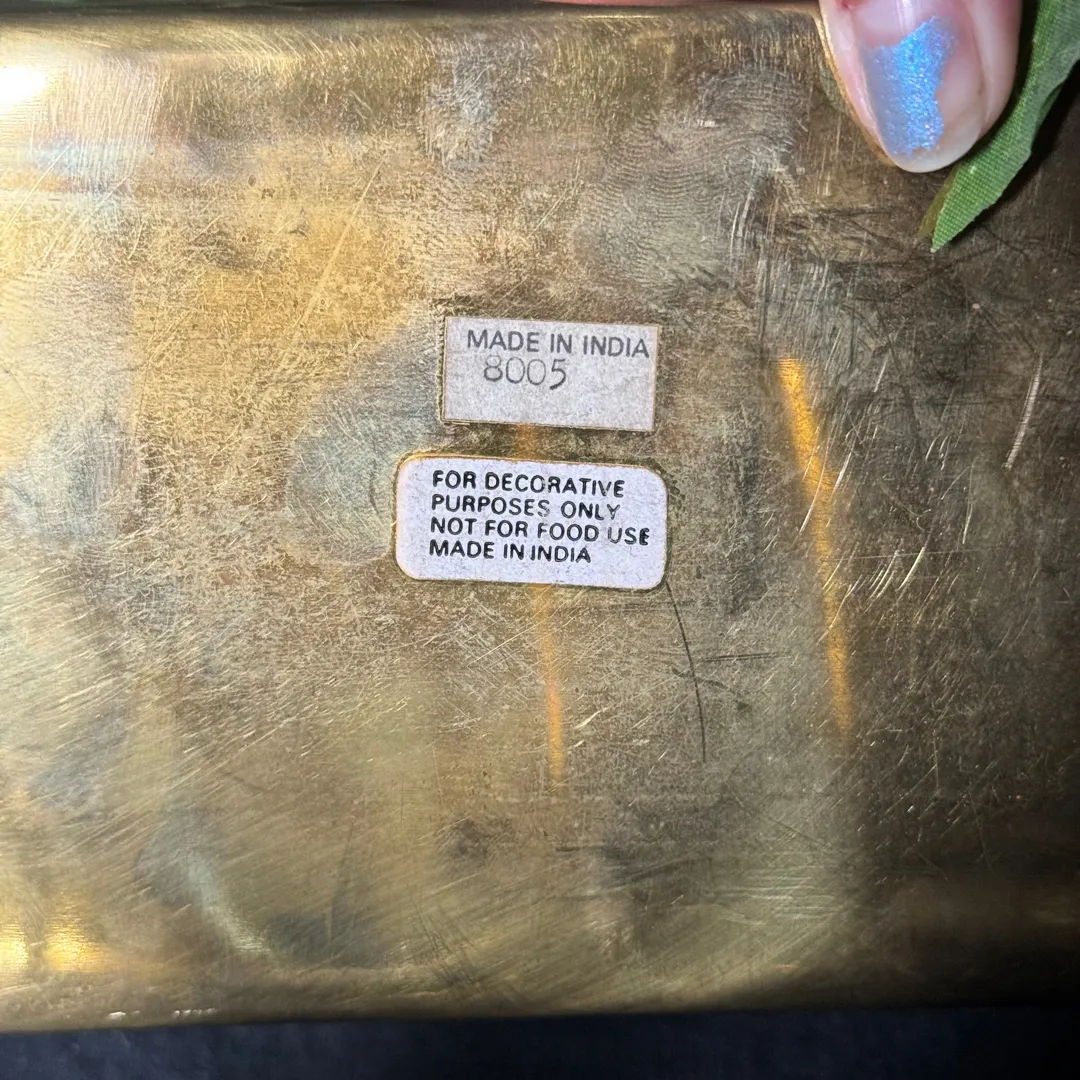 MADE IN INDIA
8005
FOR DECORATIVE
PURPOSES ONLY
NOT FOR FOOD USE
MADE IN INDIA